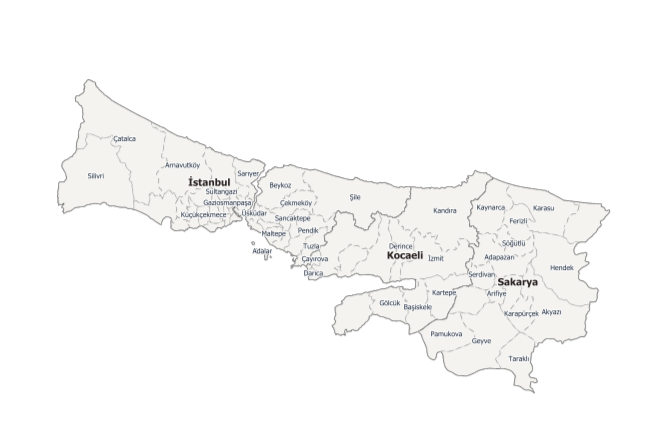 Çatalca
Silivri
Arnavutköy
Sarıyer
İstanbul
Sultangazi
Gaziosmanpaşa
Küçükçekmece
Beykoz
Çekmeköy
Üsküdar
Sancaktepe
Şile
Maltepe
Pendik
Adalar
Tuzla
Çayırova
Darıca
Kandıra
Derince
Kocaeli
İzmit
Gölcük
Başiskele
Kartepe
Kaynarca
Karasu
Ferizli
Söğütlü
Adapazarı
Hendek
Serdivan
Sakarya
Arifiye
Karapürçek
Akyazı
Pamukova
Geyve
Taraklı